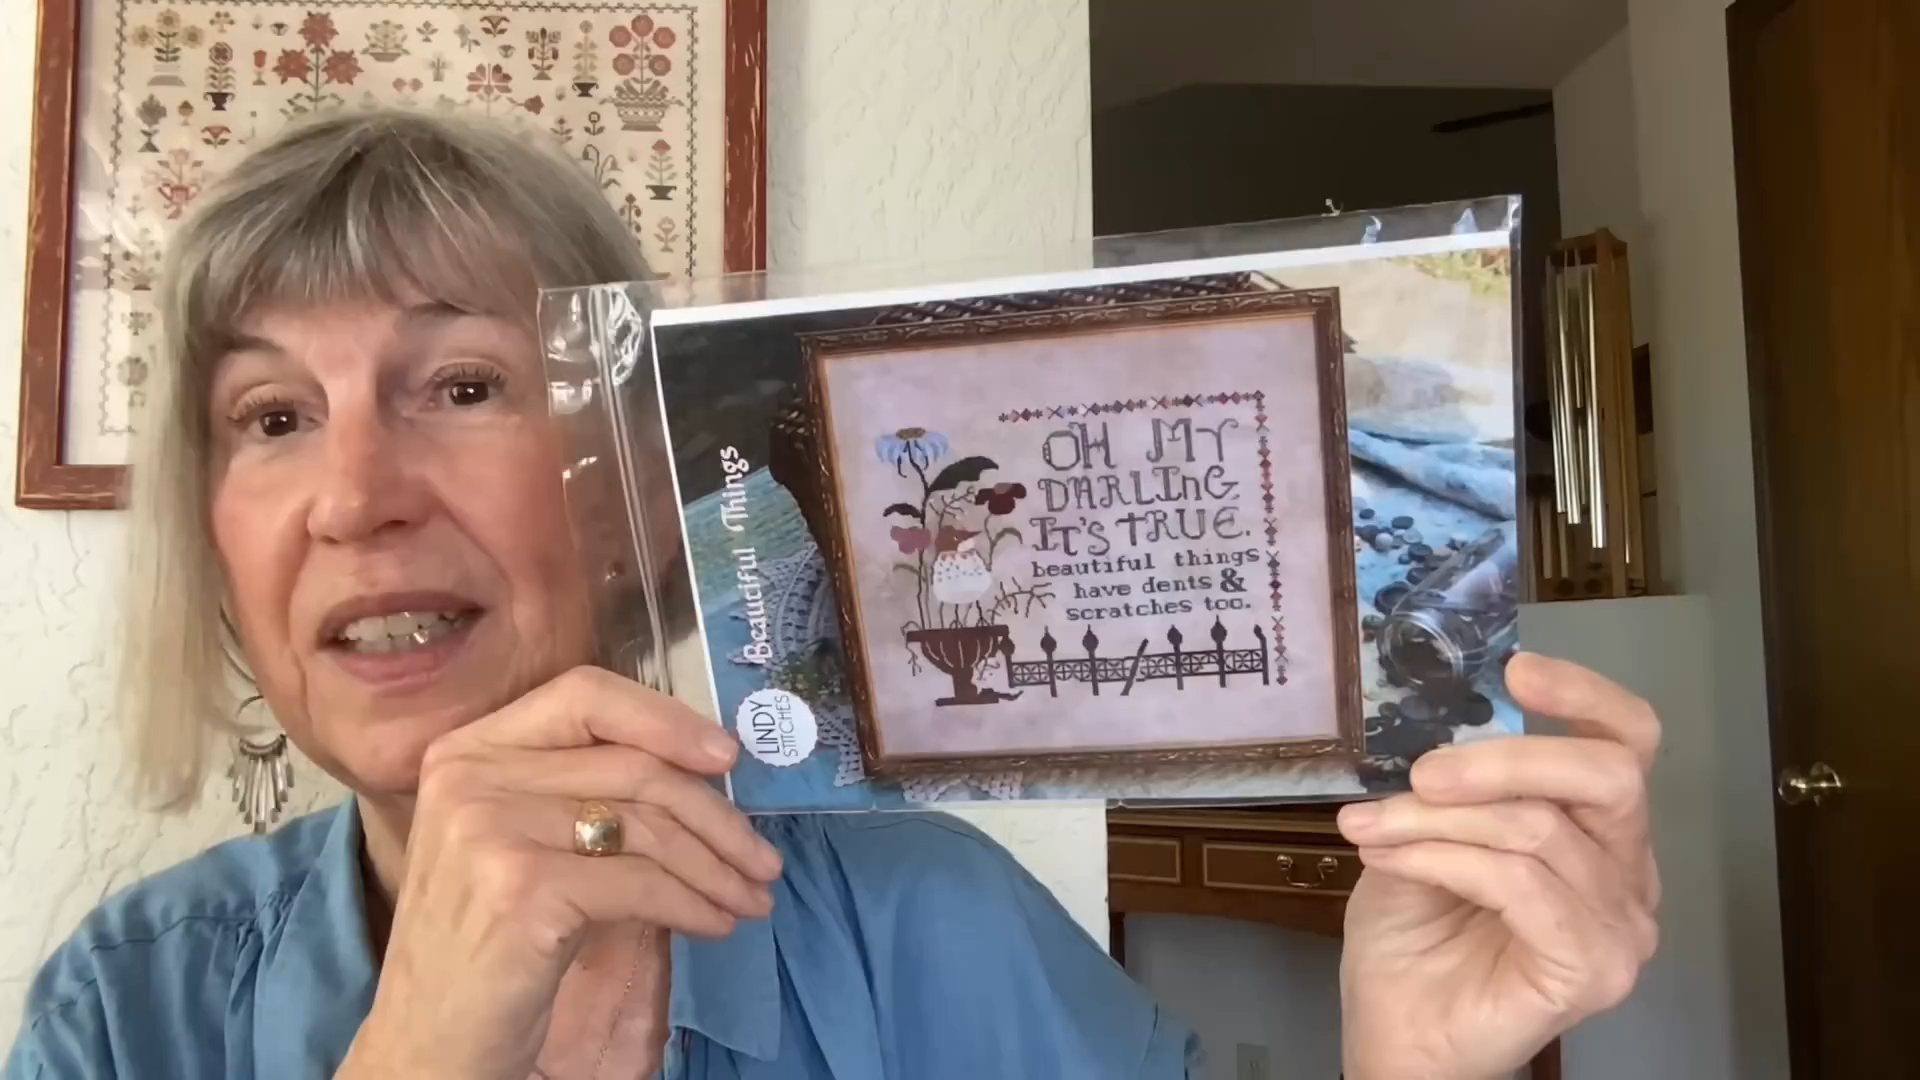 Beautiful Things
LINDY
STITCHES
OH MY
DARLInG
IT'S tRUE.
beautiful things
have dents &
scratches too.